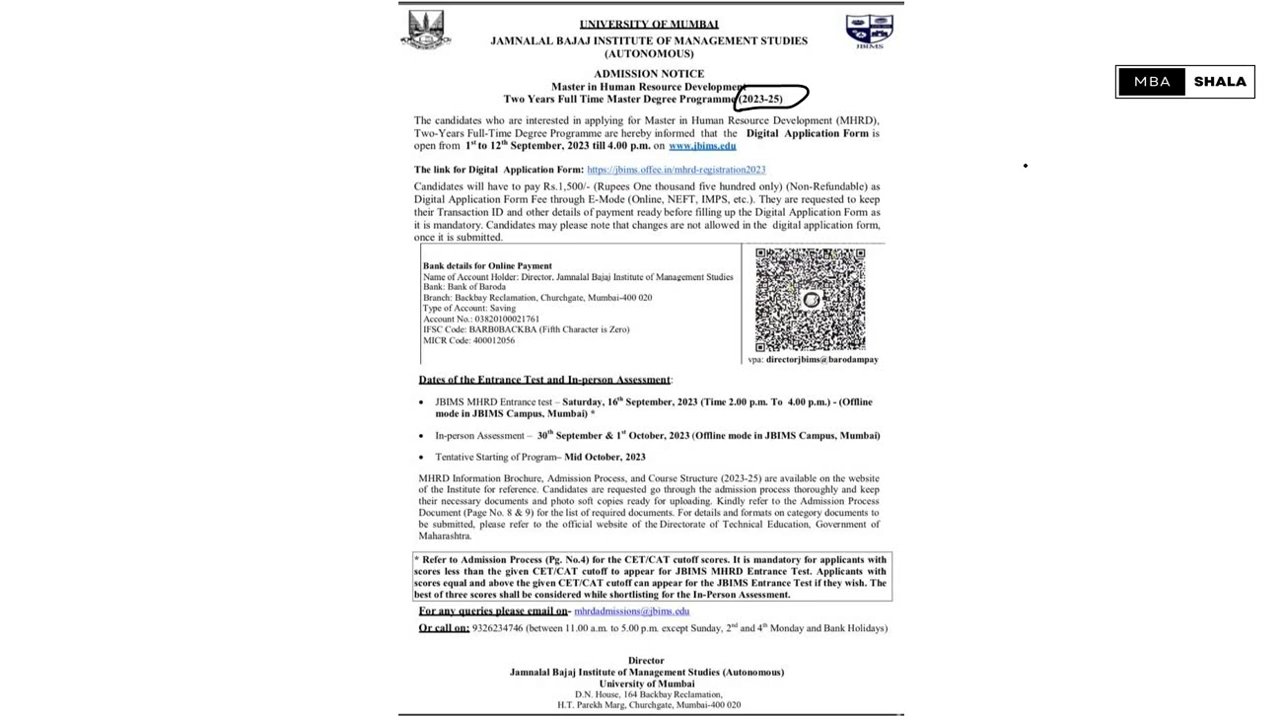 UNIVERSITY OF MUMBAI
JAMNALAL BAJAJ INSTITUTE OF MANAGEMENT STUDIES
(AUTONOMOUS)
JBIMS
MBA SHALA
ADMISSION NOTICE
Master in Human Resource Development
Two Years Full Time Master Degree Programme (2023-25)
The candidates who are interested in applying for Master in Human Resource Development (MHRD),
Two-Years Full-Time Degree Programme are hereby informed that the Digital Application Form is
open from 1st to 12th September, 2023 till 4.00 p.m. on www.jbims.edu
The link for Digital Application Form: https://jbims.offee.in/mhrd-registration2023
Candidates will have to pay Rs.1,500/- (Rupees One thousand five hundred only) (Non-Refundable) as
Digital Application Form Fee through E-Mode (Online, NEFT, IMPS, etc.). They are requested to keep
their Transaction ID and other details of payment ready before filling up the Digital Application Form as
it is mandatory. Candidates may please note that changes are not allowed in the digital application form,
once it is submitted.
Bank details for Online Payment
Name of Account Holder: Director, Jamnalal Bajaj Institute of Management Studies
Bank: Bank of Baroda
Branch: Backbay Reclamation, Churchgate, Mumbai-400 020
Type of Account: Saving
Account No.: 03820100021761
IFSC Code: BARB0BACKBA (Fifth Character is Zero)
MICR Code: 400012056
vpa: directorjbims@barodampay
Dates of the Entrance Test and In-person Assessment:
• JBIMS MHRD Entrance test – Saturday, 16th September, 2023 (Time 2.00 p.m. To 4.00 p.m.) - (Offline
mode in JBIMS Campus, Mumbai) *
• In-person Assessment – 30th September & 1st October, 2023 (Offline mode in JBIMS Campus, Mumbai)
• Tentative Starting of Program– Mid October, 2023
MHRD Information Brochure, Admission Process, and Course Structure (2023-25) are available on the website
of the Institute for reference. Candidates are requested go through the admission process thoroughly and keep
their necessary documents and photo soft copies ready for uploading. Kindly refer to the Admission Process
Document (Page No. 8 & 9) for the list of required documents. For details and formats on category documents to
be submitted, please refer to the official website of the Directorate of Technical Education, Government of
Maharashtra.
* Refer to Admission Process (Pg. No.4) for the CET/CAT cutoff scores. It is mandatory for applicants with
scores less than the given CET/CAT cutoff to appear for JBIMS MHRD Entrance Test. Applicants with
scores equal and above the given CET/CAT cutoff can appear for the JBIMS Entrance Test if they wish. The
best of three scores shall be considered while shortlisting for the In-Person Assessment.
For any queries please email on- mhrdadmissions@jbims.edu
Or call on: 9326234746 (between 11.00 a.m. to 5.00 p.m. except Sunday, 2nd and 4th Monday and Bank Holidays)
Director
Jamnalal Bajaj Institute of Management Studies (Autonomous)
University of Mumbai
D.N. House, 164 Backbay Reclamation,
H.T. Parekh Marg, Churchgate, Mumbai-400 020